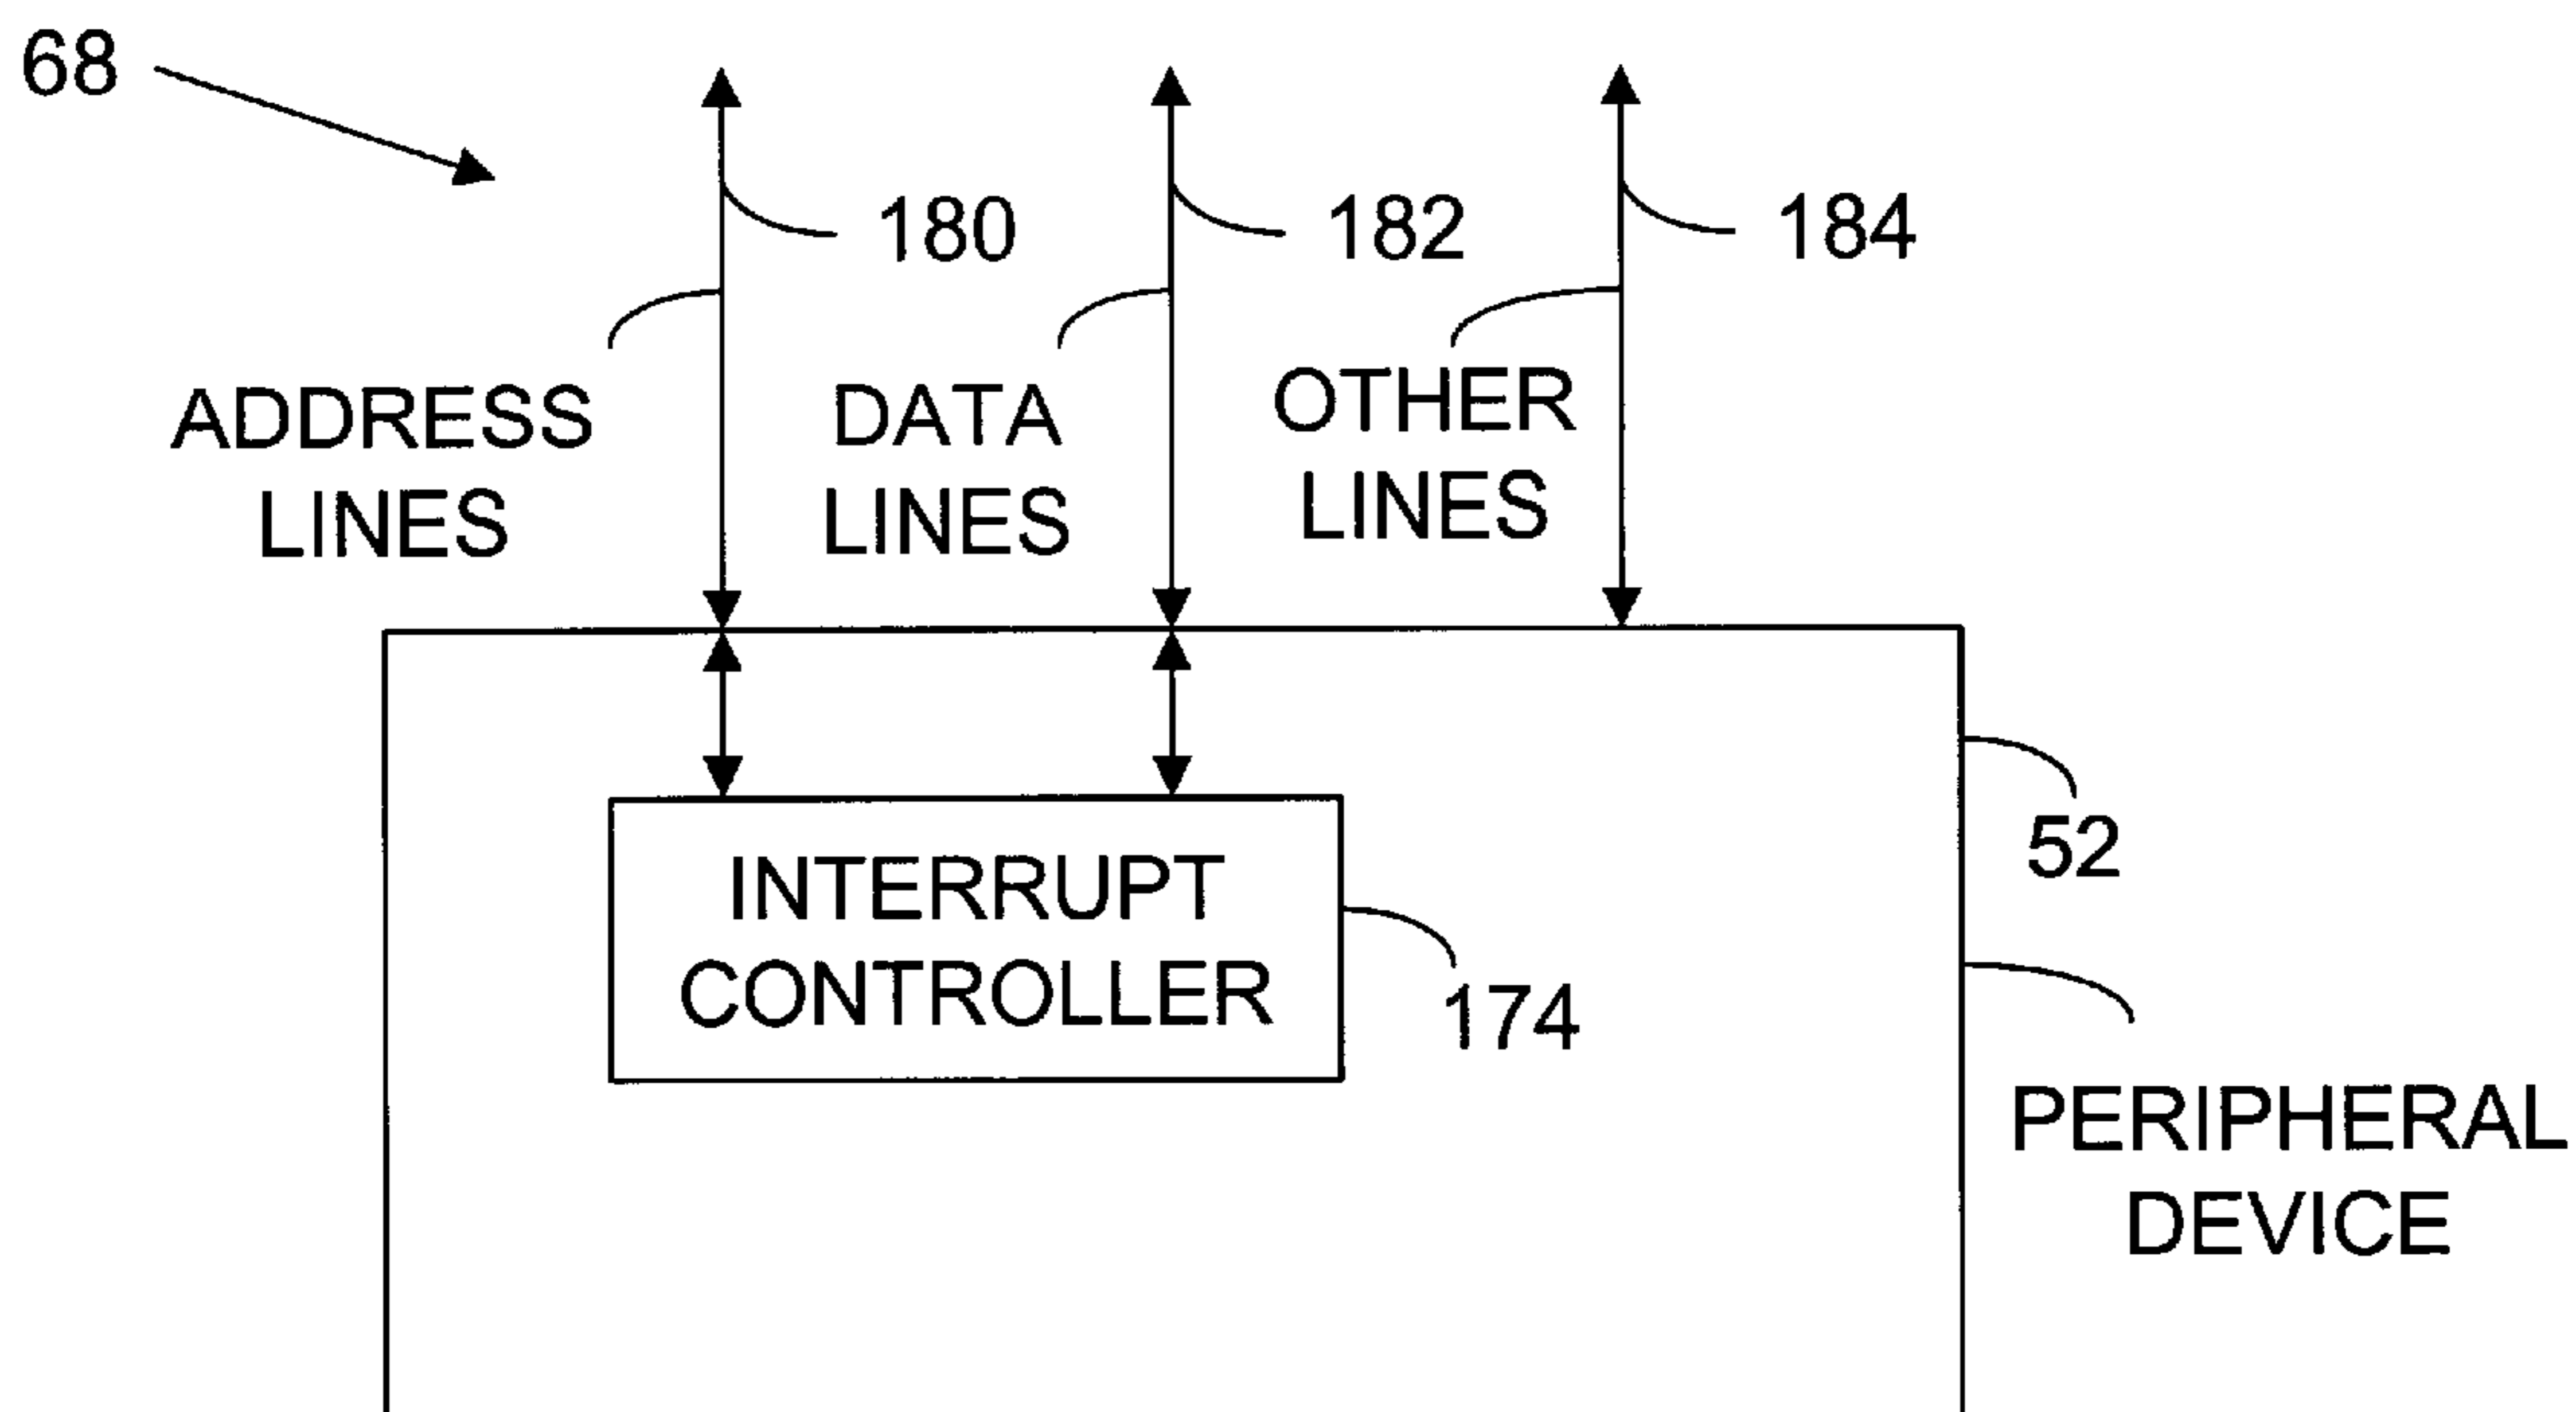 68
180
182
184
ADDRESS
LINES
DATA
LINES
OTHER
LINES
52
INTERRUPT
CONTROLLER
174
PERIPHERAL
DEVICE